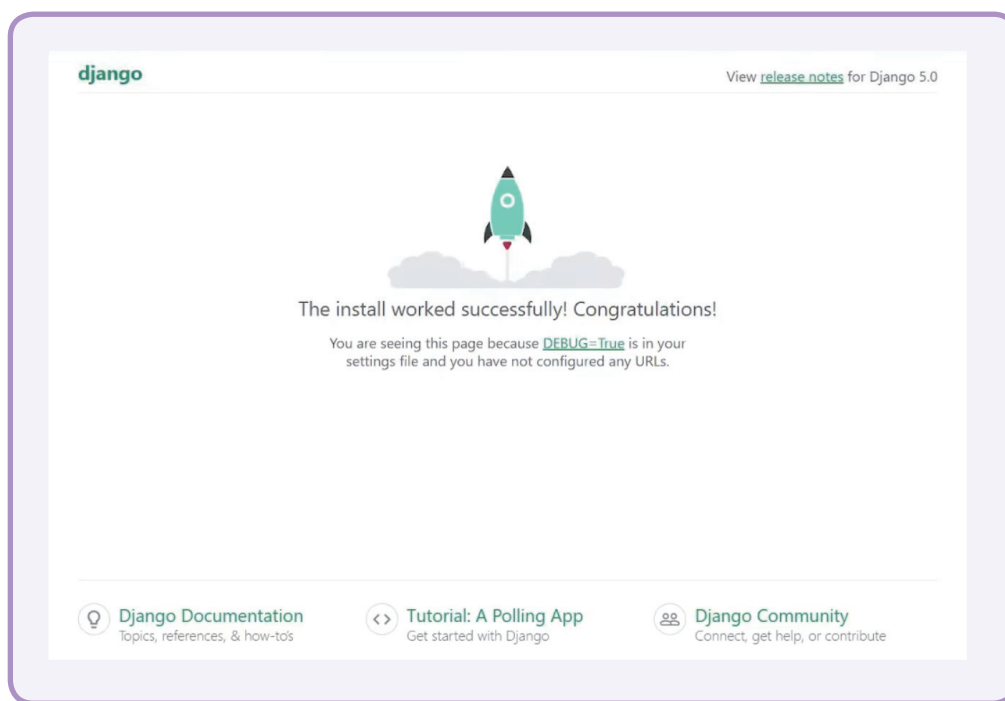 django
View release notes for Django 5.0
The install worked successfully! Congratulations!
You are seeing this page because DEBUG=True is in your
settings file and you have not configured any URLs.
Django Documentation
Topics, references, & how-to's
Tutorial: A Polling App
Get started with Django
Django Community
Connect, get help, or contribute